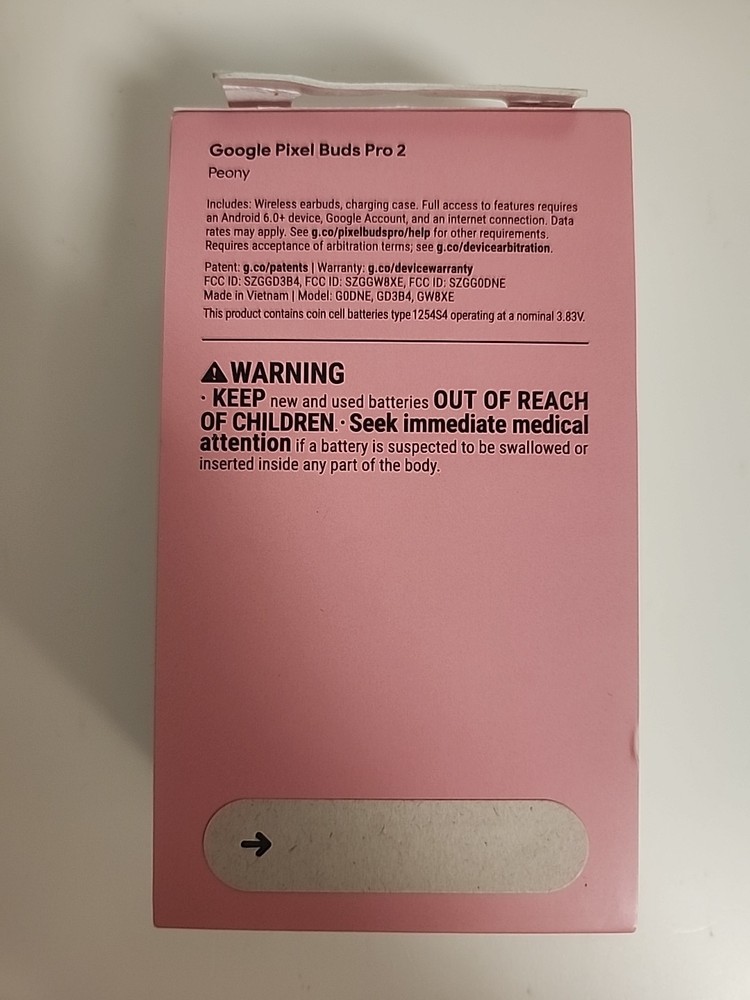 Google Pixel Buds Pro 2
Peony
Includes: Wireless earbuds, charging case. Full access to features requires
an Android 6.0+ device, Google Account, and an internet connection. Data
rates may apply. See g.co/pixelbudspro/help for other requirements.
Requires acceptance of arbitration terms; see g.co/devicearbitration.
Patent: g.co/patents | Warranty: g.co/devicewarranty
FCC ID: SZGGD3B4, FCC ID: SZGGW8XE, FCC ID: SZGG0DNE
Made in Vietnam | Model: G0DNE, GD3B4, GW8XE
This product contains coin cell batteries type 1254S4 operating at a nominal 3.83V.
WARNING
· KEEP new and used batteries OUT OF REACH
OF CHILDREN. · Seek immediate medical
attention if a battery is suspected to be swallowed or
inserted inside any part of the body.